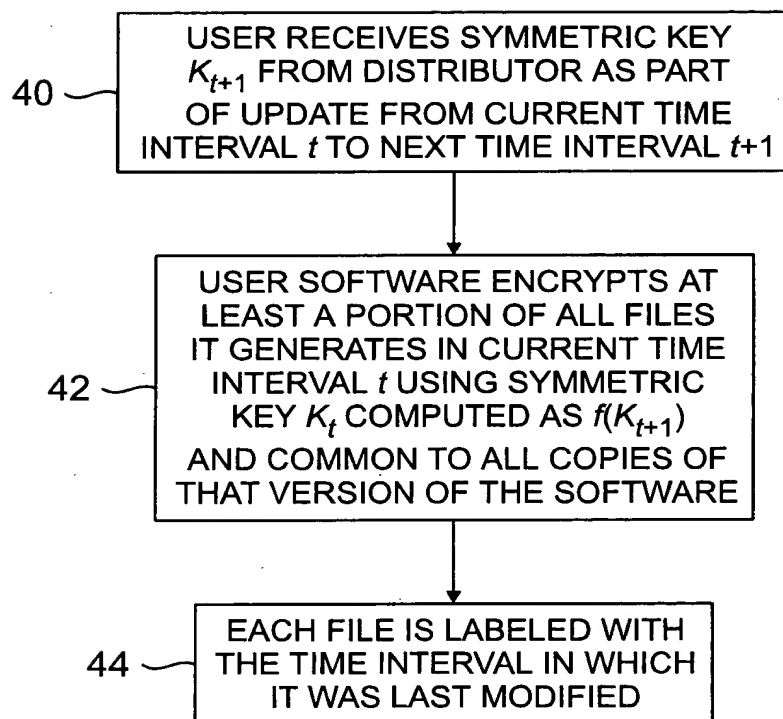 USER RECEIVES SYMMETRIC KEY
K_{t+1} FROM DISTRIBUTOR AS PART
OF UPDATE FROM CURRENT TIME
INTERVAL t TO NEXT TIME INTERVAL t+1
40
USER SOFTWARE ENCRYPTS AT
LEAST A PORTION OF ALL FILES
IT GENERATES IN CURRENT TIME
INTERVAL t USING SYMMETRIC
KEY K_t COMPUTED AS f(K_{t+1})
AND COMMON TO ALL COPIES OF
THAT VERSION OF THE SOFTWARE
42
EACH FILE IS LABELED WITH
THE TIME INTERVAL IN WHICH
IT WAS LAST MODIFIED
44